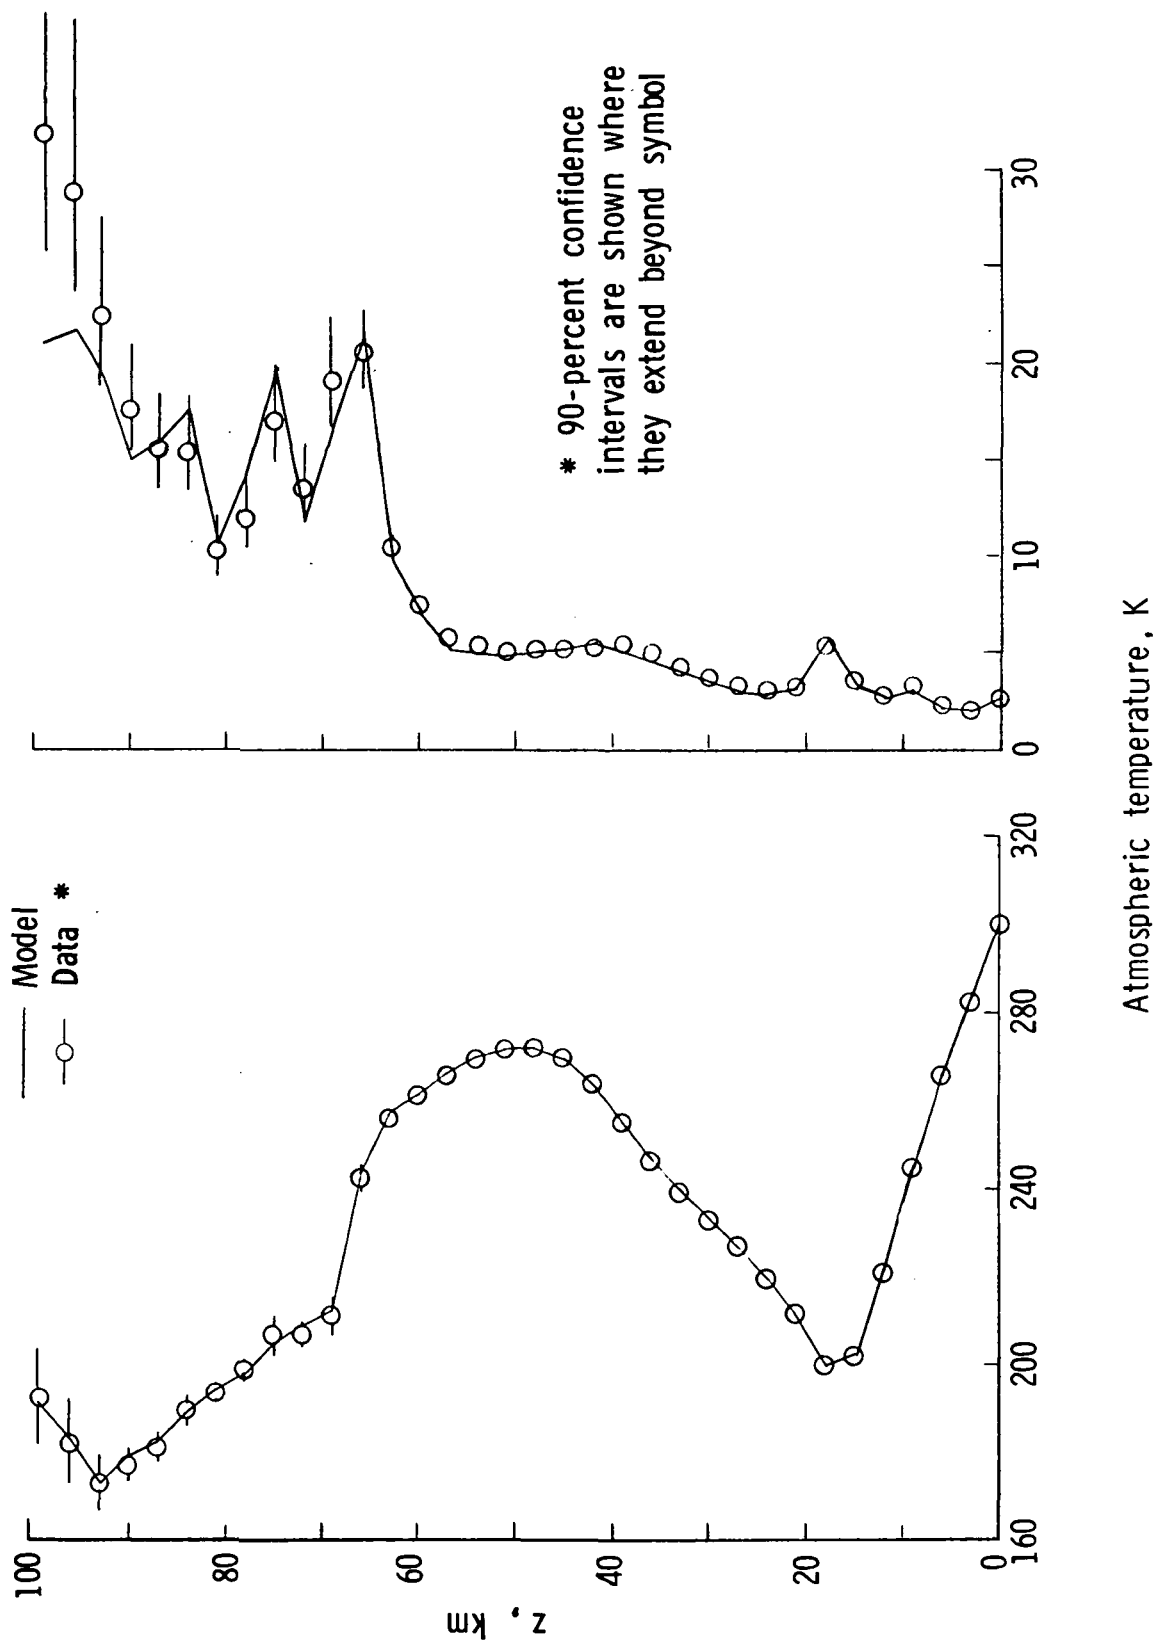 Model
Data *
* 90-percent confidence
intervals are shown where
they extend beyond symbol
z, km
100
80
60
40
20
0
160
200
240
280
320
0
10
20
30
Atmospheric temperature, K